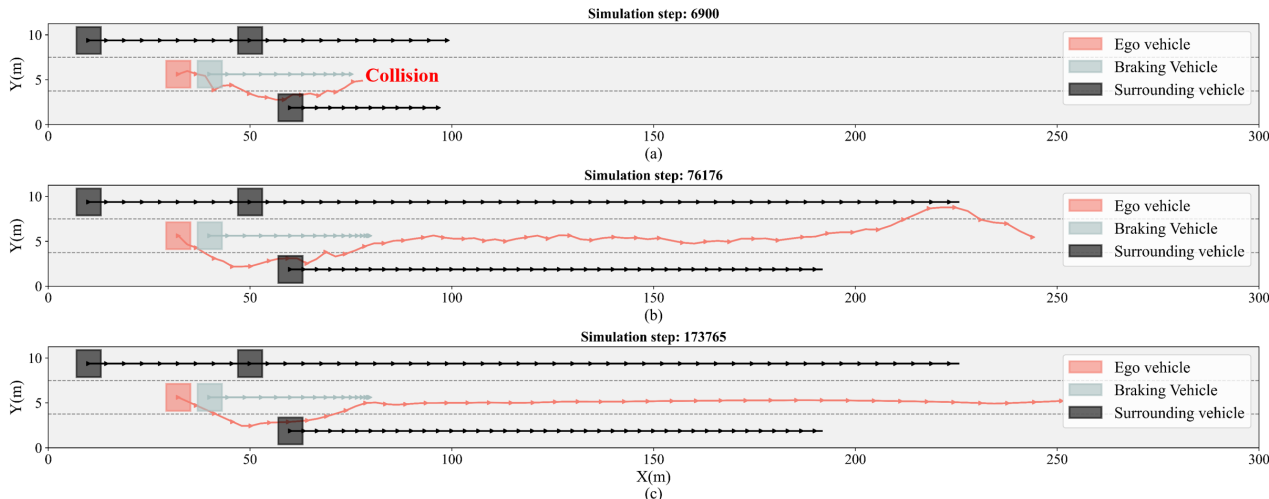 Simulation step: 6900
Y(m)
10
5
0
Collision
Ego vehicle
Braking Vehicle
Surrounding vehicle
0 50 100 150 200 250 300
(a)
Simulation step: 76176
Y(m)
10
5
0
Ego vehicle
Braking Vehicle
Surrounding vehicle
0 50 100 150 200 250 300
(b)
Simulation step: 173765
Y(m)
10
5
0
Ego vehicle
Braking Vehicle
Surrounding vehicle
0 50 100 150 200 250 300
X(m)
(c)